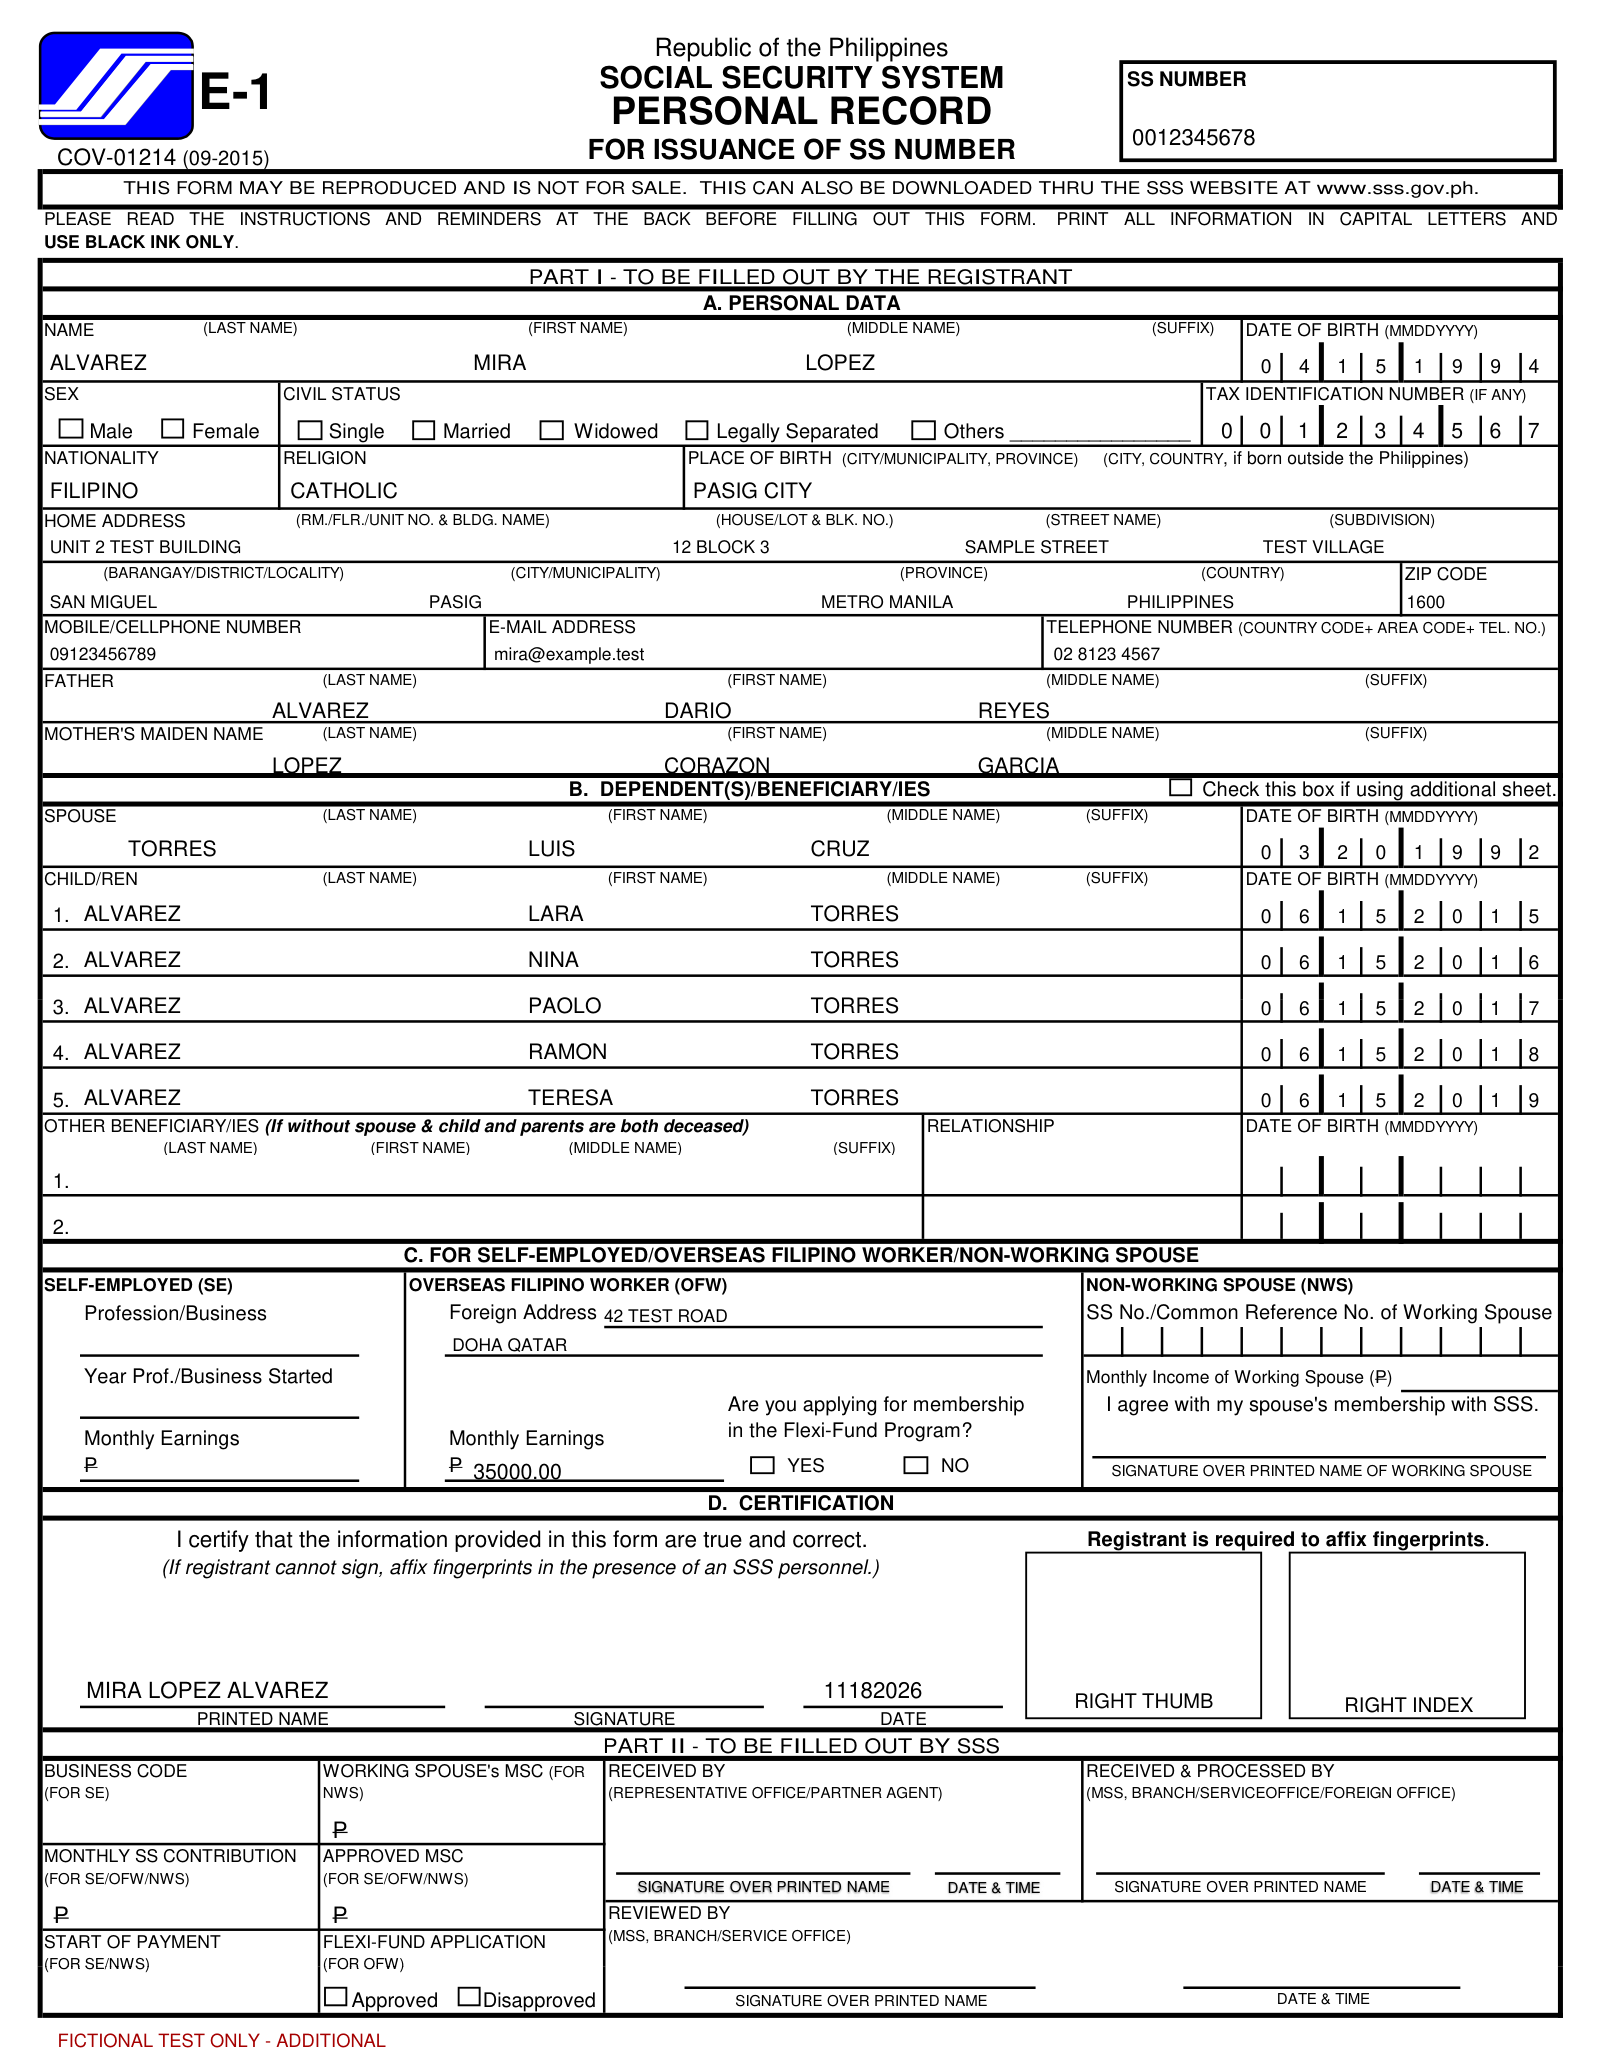 Republic of the Philippines
SOCIAL SECURITY SYSTEM
PERSONAL RECORD
FOR ISSUANCE OF SS NUMBER
E-1
COV-01214 (09-2015)
SS NUMBER
0012345678
THIS FORM MAY BE REPRODUCED AND IS NOT FOR SALE. THIS CAN ALSO BE DOWNLOADED THRU THE SSS WEBSITE AT www.sss.gov.ph.
PLEASE READ THE INSTRUCTIONS AND REMINDERS AT THE BACK BEFORE FILLING OUT THIS FORM. PRINT ALL INFORMATION IN CAPITAL LETTERS AND
USE BLACK INK ONLY.
PART I - TO BE FILLED OUT BY THE REGISTRANT
A. PERSONAL DATA
NAME (LAST NAME) (FIRST NAME) (MIDDLE NAME) (SUFFIX) DATE OF BIRTH (MMDDYYYY)
ALVAREZ MIRA LOPEZ 0 4 1 5 1 9 9 4
SEX CIVIL STATUS TAX IDENTIFICATION NUMBER (IF ANY)
Male Female Single Married Widowed Legally Separated Others ________________ 0 0 1 2 3 4 5 6 7
NATIONALITY RELIGION PLACE OF BIRTH (CITY/MUNICIPALITY, PROVINCE) (CITY, COUNTRY, if born outside the Philippines)
FILIPINO CATHOLIC PASIG CITY
HOME ADDRESS (RM./FLR./UNIT NO. & BLDG. NAME) (HOUSE/LOT & BLK. NO.) (STREET NAME) (SUBDIVISION)
UNIT 2 TEST BUILDING 12 BLOCK 3 SAMPLE STREET TEST VILLAGE
(BARANGAY/DISTRICT/LOCALITY) (CITY/MUNICIPALITY) (PROVINCE) (COUNTRY) ZIP CODE
SAN MIGUEL PASIG METRO MANILA PHILIPPINES 1600
MOBILE/CELLPHONE NUMBER E-MAIL ADDRESS TELEPHONE NUMBER (COUNTRY CODE+ AREA CODE+ TEL. NO.)
09123456789 mira@example.test 02 8123 4567
FATHER (LAST NAME) (FIRST NAME) (MIDDLE NAME) (SUFFIX)
ALVAREZ DARIO REYES
MOTHER'S MAIDEN NAME (LAST NAME) (FIRST NAME) (MIDDLE NAME) (SUFFIX)
LOPEZ CORAZON GARCIA
B. DEPENDENT(S)/BENEFICIARY/IES Check this box if using additional sheet.
SPOUSE (LAST NAME) (FIRST NAME) (MIDDLE NAME) (SUFFIX) DATE OF BIRTH (MMDDYYYY)
TORRES LUIS CRUZ 0 3 2 0 1 9 9 2
CHILD/REN (LAST NAME) (FIRST NAME) (MIDDLE NAME) (SUFFIX) DATE OF BIRTH (MMDDYYYY)
1. ALVAREZ LARA TORRES 0 6 1 5 2 0 1 5
2. ALVAREZ NINA TORRES 0 6 1 5 2 0 1 6
3. ALVAREZ PAOLO TORRES 0 6 1 5 2 0 1 7
4. ALVAREZ RAMON TORRES 0 6 1 5 2 0 1 8
5. ALVAREZ TERESA TORRES 0 6 1 5 2 0 1 9
OTHER BENEFICIARY/IES (If without spouse & child and parents are both deceased) RELATIONSHIP DATE OF BIRTH (MMDDYYYY)
(LAST NAME) (FIRST NAME) (MIDDLE NAME) (SUFFIX)
1.
2.
C. FOR SELF-EMPLOYED/OVERSEAS FILIPINO WORKER/NON-WORKING SPOUSE
SELF-EMPLOYED (SE)
Profession/Business
Year Prof./Business Started
Monthly Earnings
₱
OVERSEAS FILIPINO WORKER (OFW)
Foreign Address 42 TEST ROAD
DOHA QATAR
Monthly Earnings
₱ 35000.00
Are you applying for membership
in the Flexi-Fund Program?
YES NO
NON-WORKING SPOUSE (NWS)
SS No./Common Reference No. of Working Spouse
Monthly Income of Working Spouse (₱)
I agree with my spouse's membership with SSS.
SIGNATURE OVER PRINTED NAME OF WORKING SPOUSE
D. CERTIFICATION
I certify that the information provided in this form are true and correct.
(If registrant cannot sign, affix fingerprints in the presence of an SSS personnel.)
Registrant is required to affix fingerprints.
MIRA LOPEZ ALVAREZ 11182026
PRINTED NAME SIGNATURE DATE
RIGHT THUMB RIGHT INDEX
PART II - TO BE FILLED OUT BY SSS
BUSINESS CODE
(FOR SE)
WORKING SPOUSE's MSC (FOR
NWS)
₱
MONTHLY SS CONTRIBUTION
(FOR SE/OFW/NWS)
₱
APPROVED MSC
(FOR SE/OFW/NWS)
₱
START OF PAYMENT
(FOR SE/NWS)
FLEXI-FUND APPLICATION
(FOR OFW)
Approved Disapproved
RECEIVED BY
(REPRESENTATIVE OFFICE/PARTNER AGENT)
SIGNATURE OVER PRINTED NAME DATE & TIME
RECEIVED & PROCESSED BY
(MSS, BRANCH/SERVICEOFFICE/FOREIGN OFFICE)
SIGNATURE OVER PRINTED NAME DATE & TIME
REVIEWED BY
(MSS, BRANCH/SERVICE OFFICE)
SIGNATURE OVER PRINTED NAME DATE & TIME
FICTIONAL TEST ONLY - ADDITIONAL